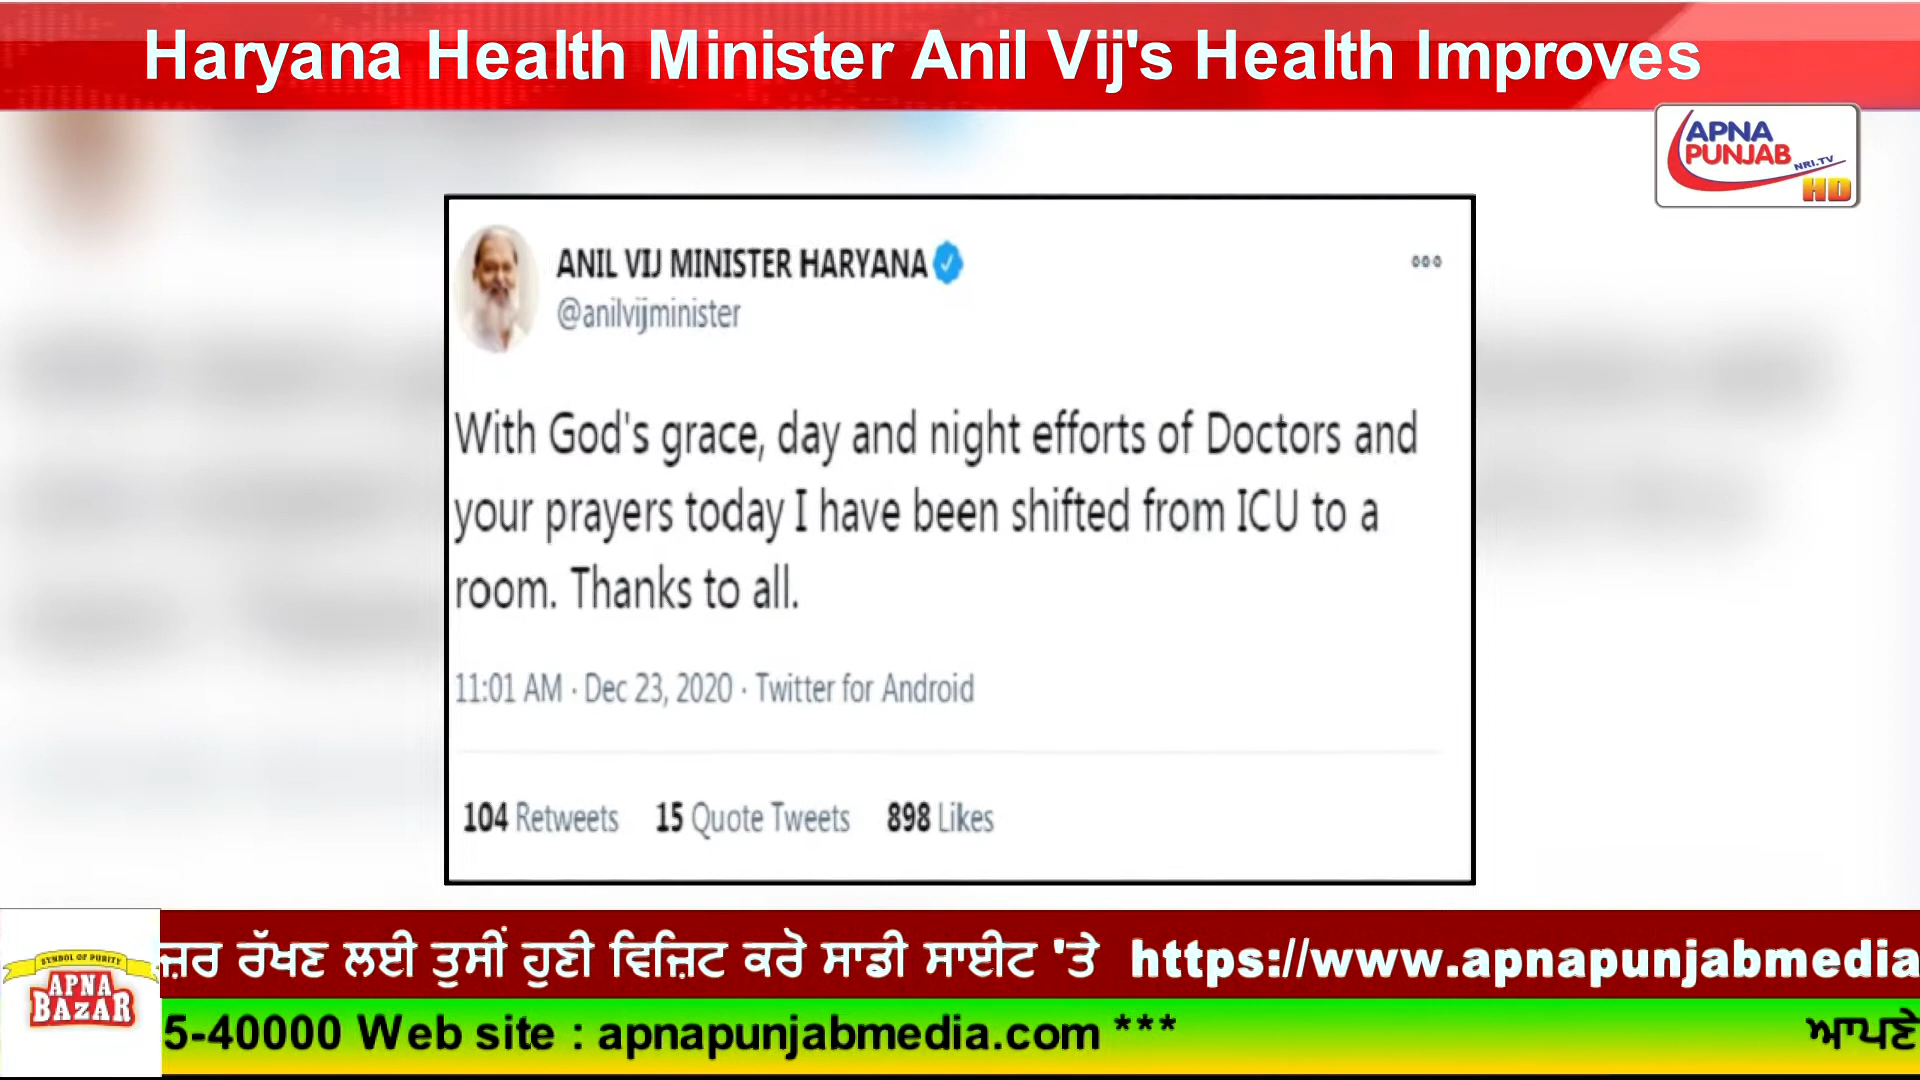 Haryana Health Minister Anil Vij's Health Improves
APNA
PUNJAB
NRI.TV
HD
ANIL VIJ MINISTER HARYANA
@anilvijminister
With God's grace, day and night efforts of Doctors and
your prayers today I have been shifted from ICU to a
room. Thanks to all.
11:01 AM · Dec 23, 2020 · Twitter for Android
104 Retweets 15 Quote Tweets 898 Likes
ਜ਼ਰ ਰੱਖਣ ਲਈ ਤੁਸੀਂ ਹੁਣੀ ਵਿਜ਼ਿਟ ਕਰੋ ਸਾਡੀ ਸਾਈਟ 'ਤੇ https://www.apnapunjabmedia
SYMBOL OF PURITY
APNA
BAZAR
5-40000 Web site : apnapunjabmedia.com *** ਆਪਣੇ